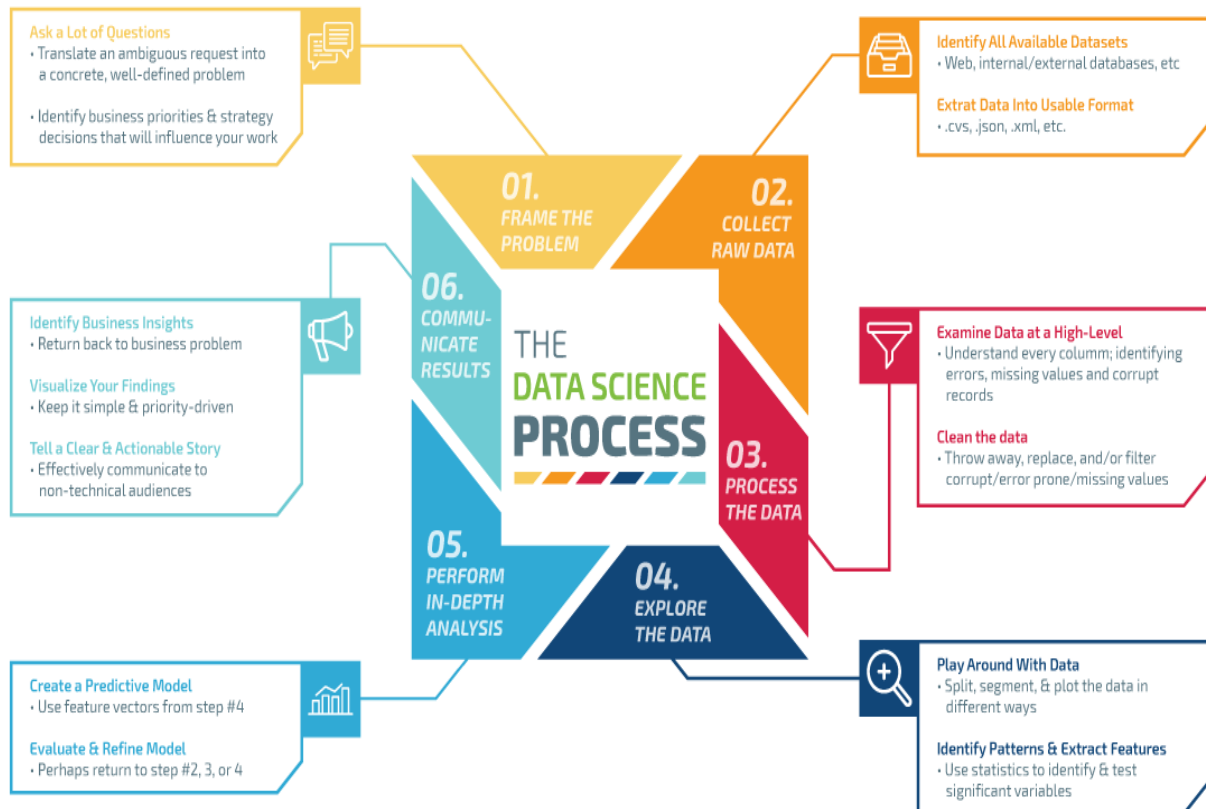 Ask a Lot of Questions
• Translate an ambiguous request into
a concrete, well-defined problem
• Identify business priorities & strategy
decisions that will influence your work
Identify All Available Datasets
• Web, internal/external databases, etc
Extrat Data Into Usable Format
• .cvs, .json, .xml, etc.
01.
FRAME THE
PROBLEM
02.
COLLECT
RAW DATA
06.
COMMU-
NICATE
RESULTS
THE
DATA SCIENCE
PROCESS
03.
PROCESS
THE DATA
05.
PERFORM
IN-DEPTH
ANALYSIS
04.
EXPLORE
THE DATA
Identify Business Insights
• Return back to business problem
Visualize Your Findings
• Keep it simple & priority-driven
Tell a Clear & Actionable Story
• Effectively communicate to
non-technical audiences
Examine Data at a High-Level
• Understand every columm; identifying
errors, missing values and corrupt
records
Clean the data
• Throw away, replace, and/or filter
corrupt/error prone/missing values
Create a Predictive Model
• Use feature vectors from step #4
Evaluate & Refine Model
• Perhaps return to step #2, 3, or 4
Play Around With Data
• Split, segment, & plot the data in
different ways
Identify Patterns & Extract Features
• Use statistics to identify & test
significant variables